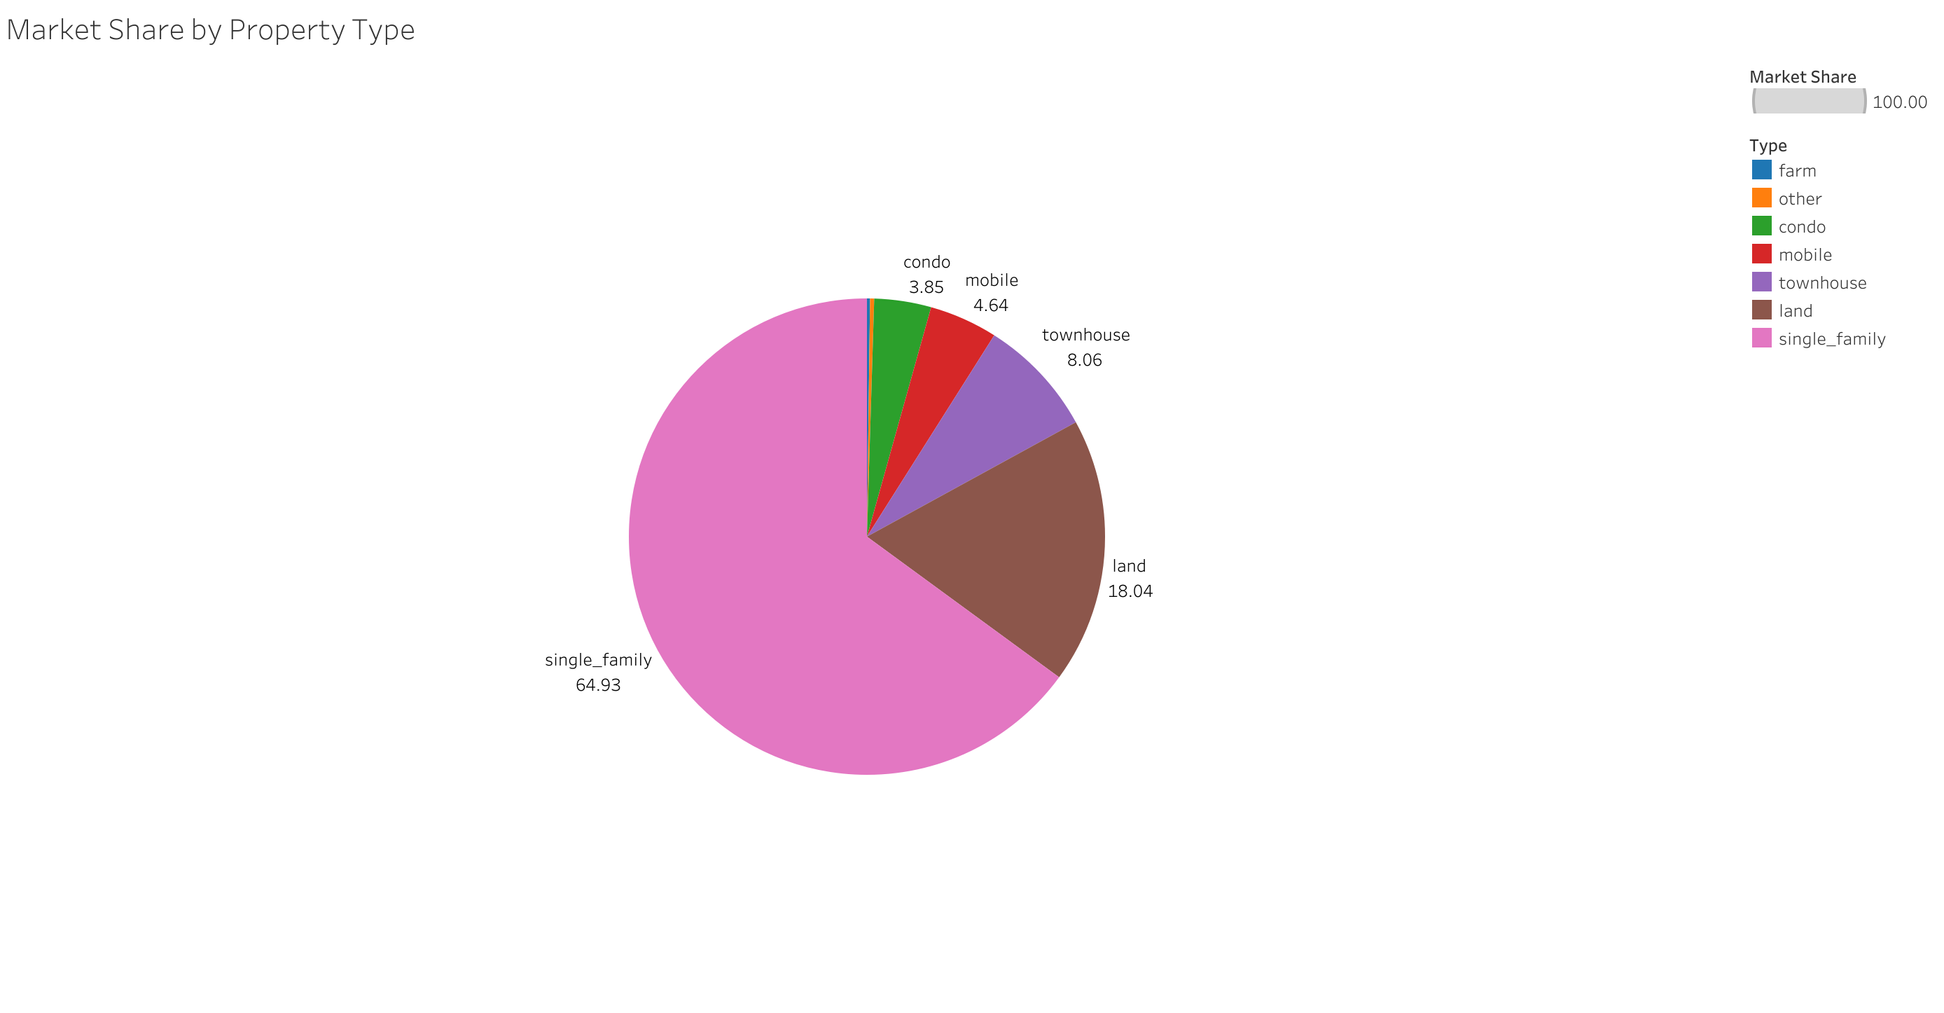 Market Share by Property Type
Market Share
100.00
Type
farm
other
condo
mobile
townhouse
land
single_family
condo
3.85
mobile
4.64
townhouse
8.06
land
18.04
single_family
64.93